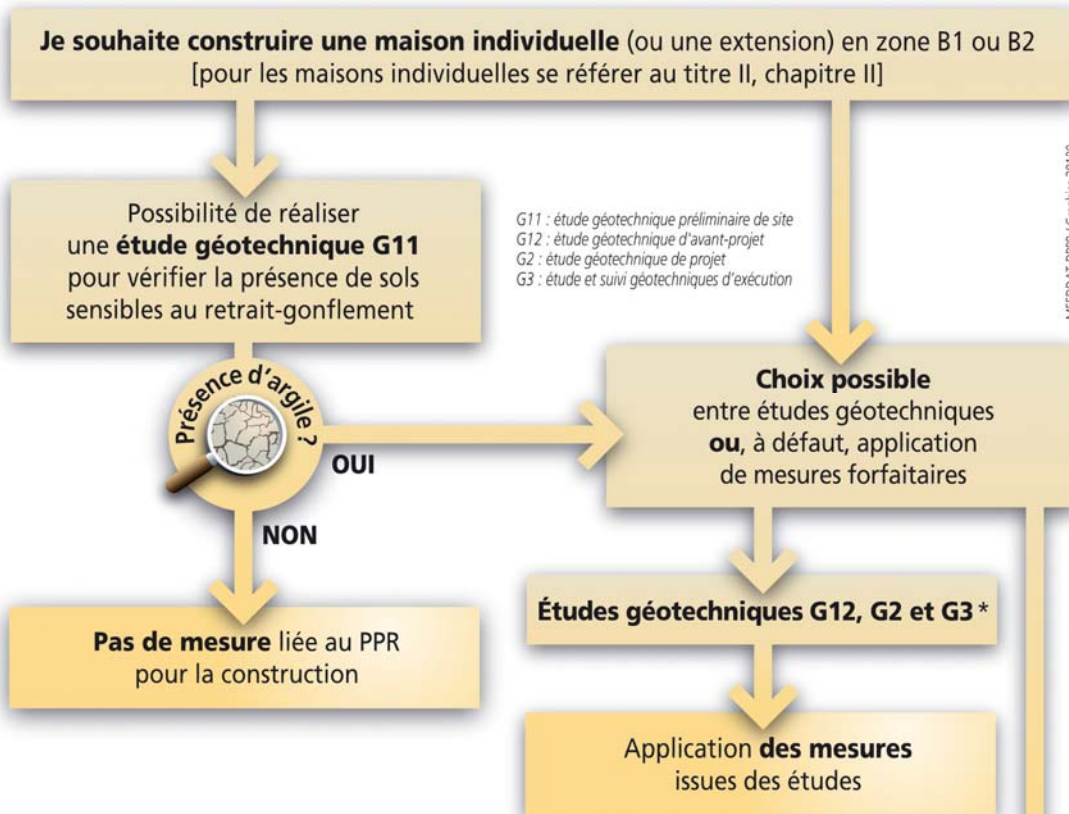 Je souhaite construire une maison individuelle (ou une extension) en zone B1 ou B2
[pour les maisons individuelles se référer au titre II, chapitre II]
Possibilité de réaliser
une étude géotechnique G11
pour vérifier la présence de sols
sensibles au retrait-gonflement
G11 : étude géotechnique préliminaire de site
G12 : étude géotechnique d'avant-projet
G2 : étude géotechnique de projet
G3 : étude et suivi géotechniques d'exécution
Présence d'argile ?
OUI
NON
Choix possible
entre études géotechniques
ou, à défaut, application
de mesures forfaitaires
Pas de mesure liée au PPR
pour la construction
Études géotechniques G12, G2 et G3 *
Application des mesures
issues des études